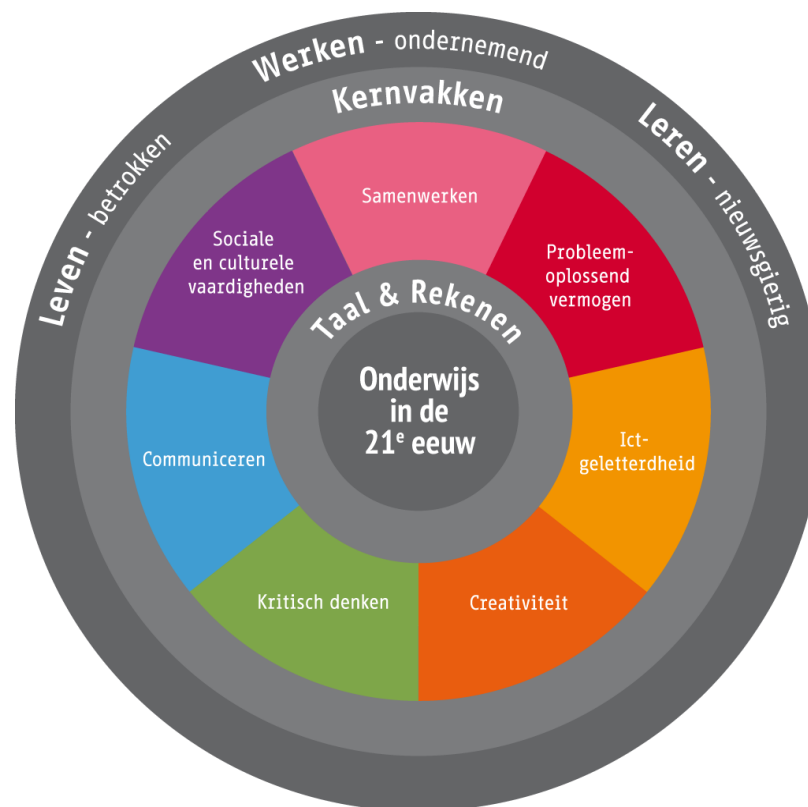 Werken - ondernemend
Leven - betrokken
Leren - nieuwsgierig
Kernvakken
Samenwerken
Sociale
en culturele
vaardigheden
Probleem-
oplossend
vermogen
Taal & Rekenen
Onderwijs
in de
21e eeuw
Communiceren
Ict-
geletterdheid
Kritisch denken
Creativiteit